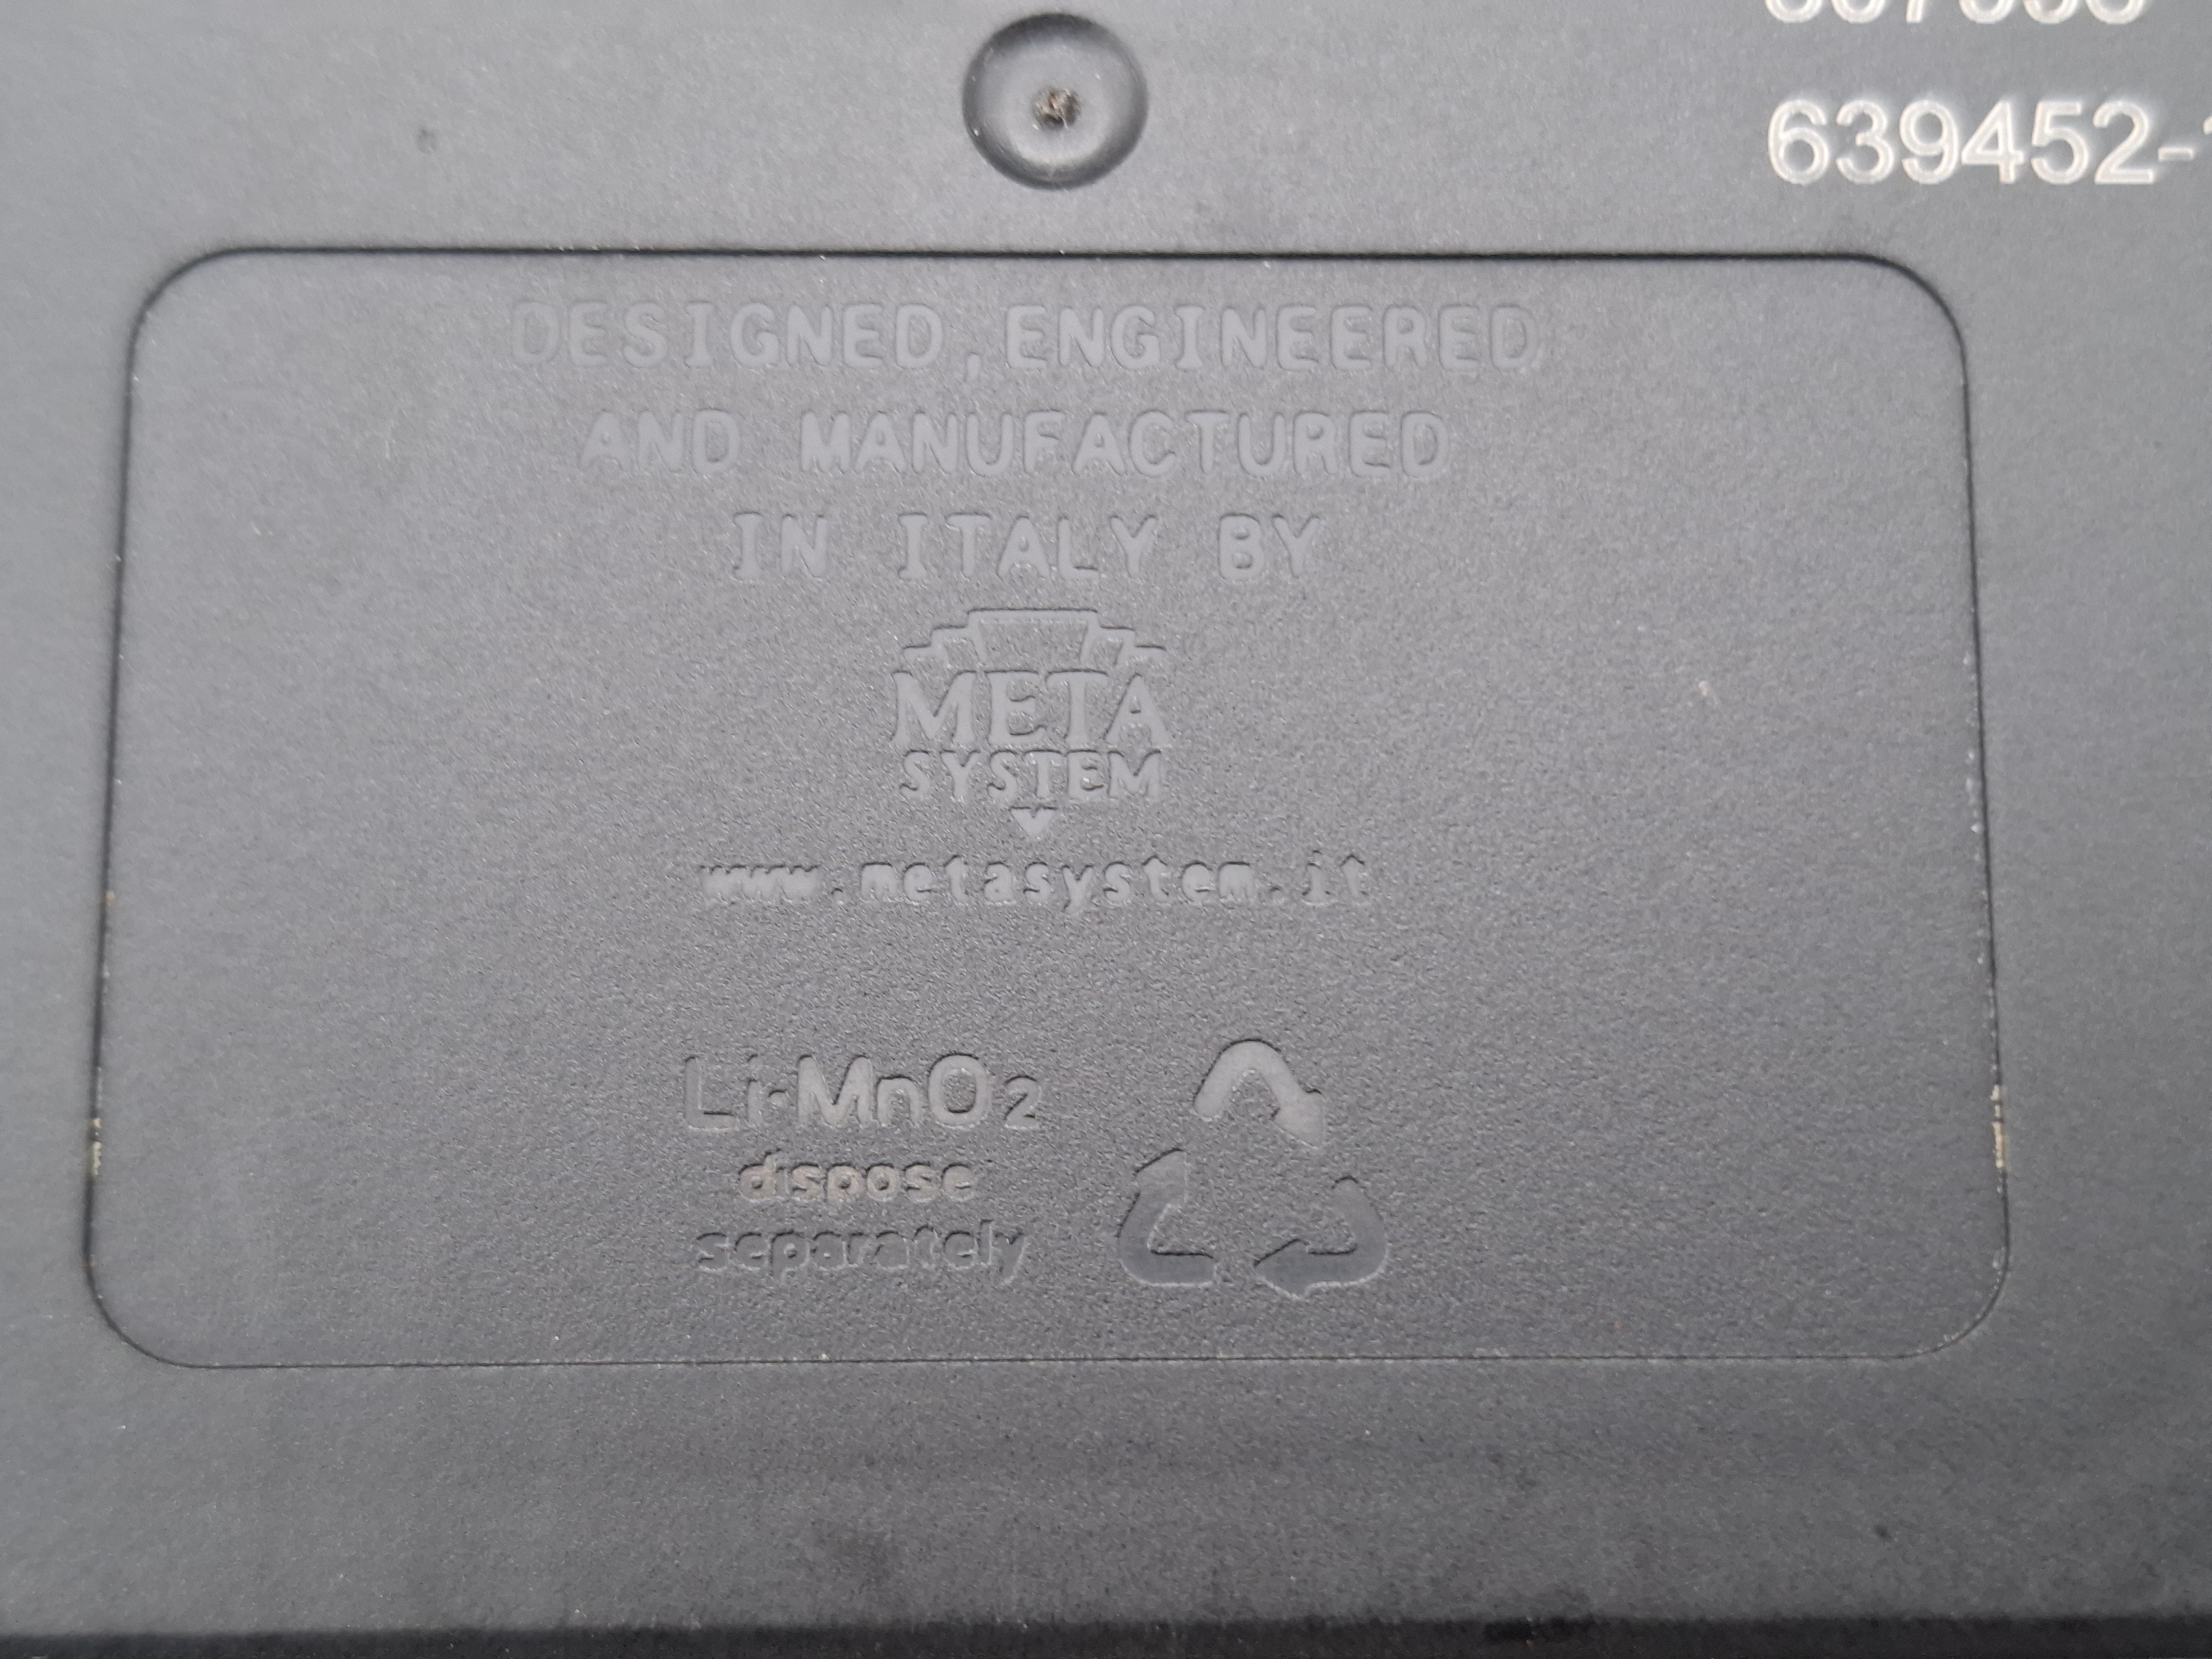 639452-
DESIGNED, ENGINEERED
AND MANUFACTURED
IN ITALY BY
META
SYSTEM
www.metasystem.it
Li-MnO2
dispose
separately